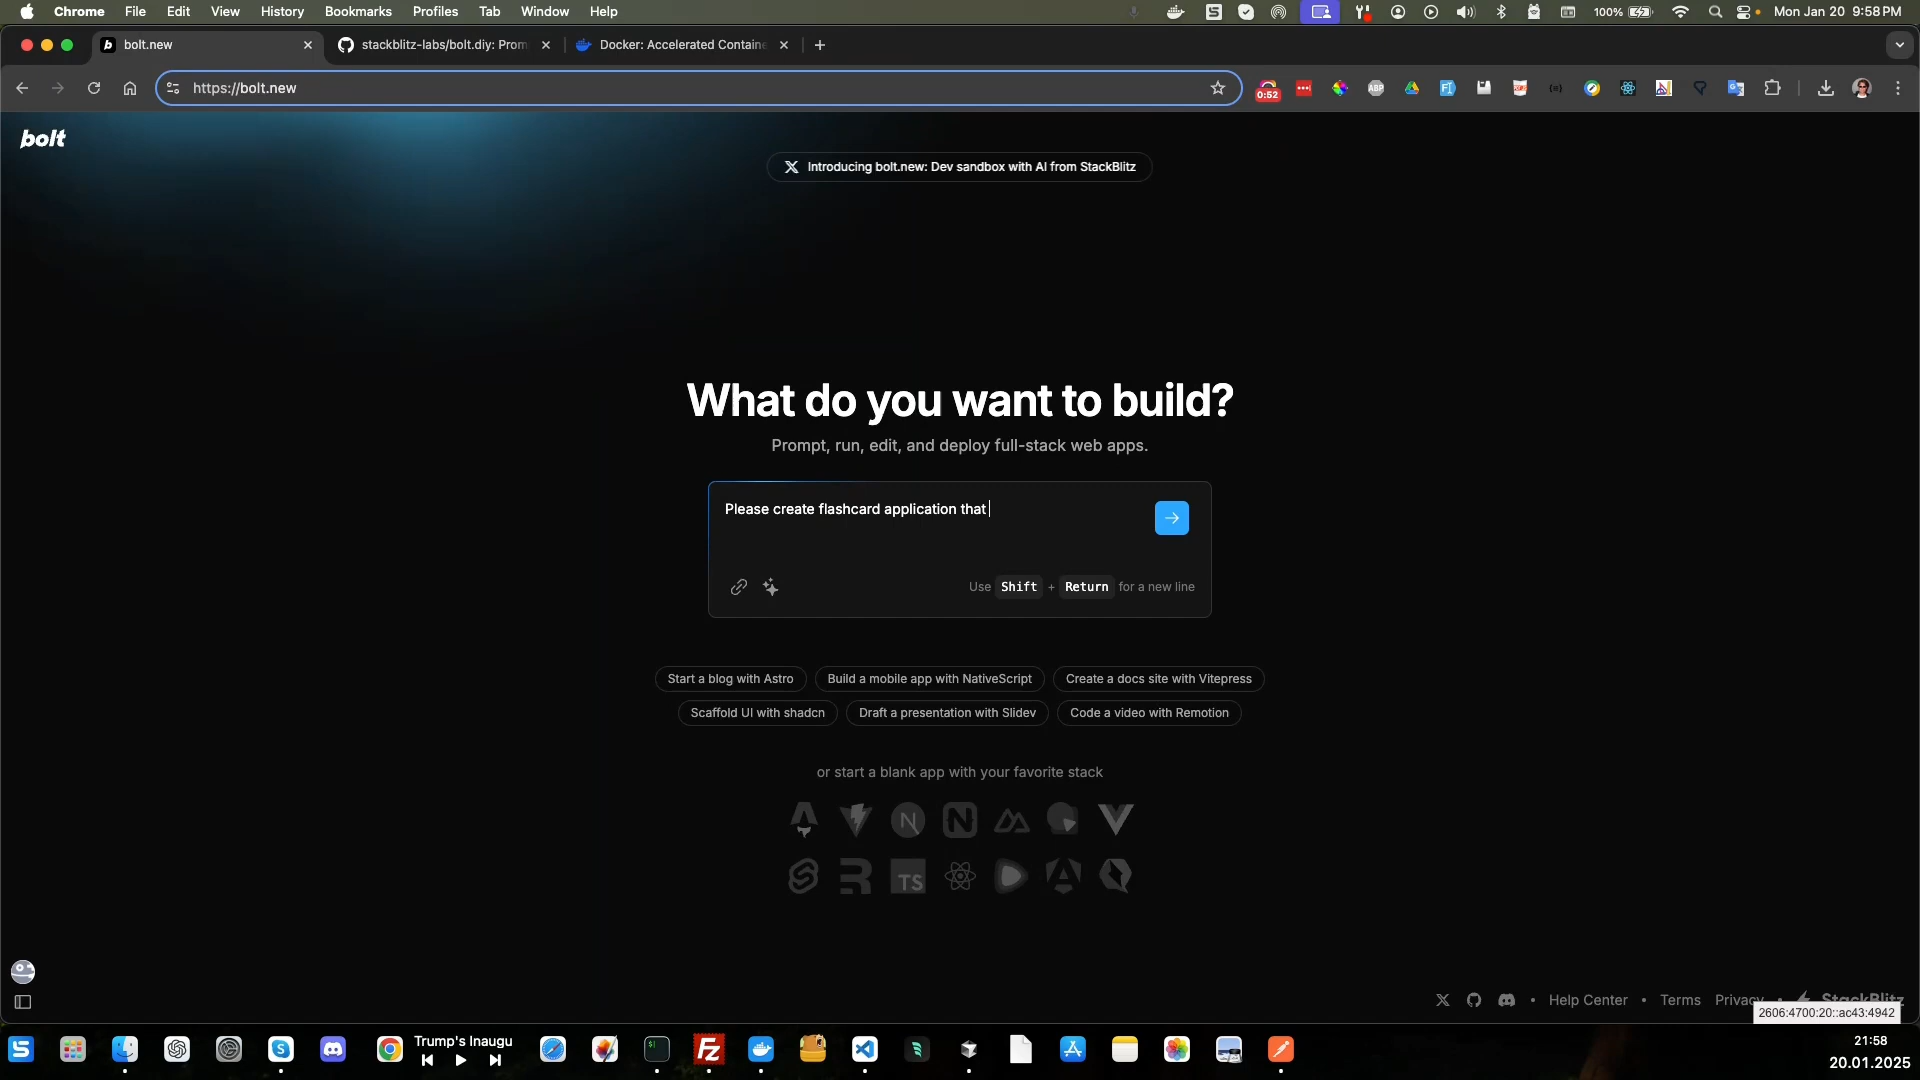 Chrome File Edit View History Bookmarks Profiles Tab Window Help 100% Mon Jan 20 9:58 PM
bolt.new stackblitz-labs/bolt.diy: Prom Docker: Accelerated Containe
https://bolt.new 0:52 ABP
bolt
Introducing bolt.new: Dev sandbox with AI from StackBlitz
What do you want to build?
Prompt, run, edit, and deploy full-stack web apps.
Please create flashcard application that
Use Shift + Return for a new line
Start a blog with Astro Build a mobile app with NativeScript Create a docs site with Vitepress
Scaffold UI with shadcn Draft a presentation with Slidev Code a video with Remotion
or start a blank app with your favorite stack
TS
Help Center • Terms Privacy • StackBlitz
2606:4700:20::ac43:4942
Trump's Inaugu
Fz
21:58
20.01.2025